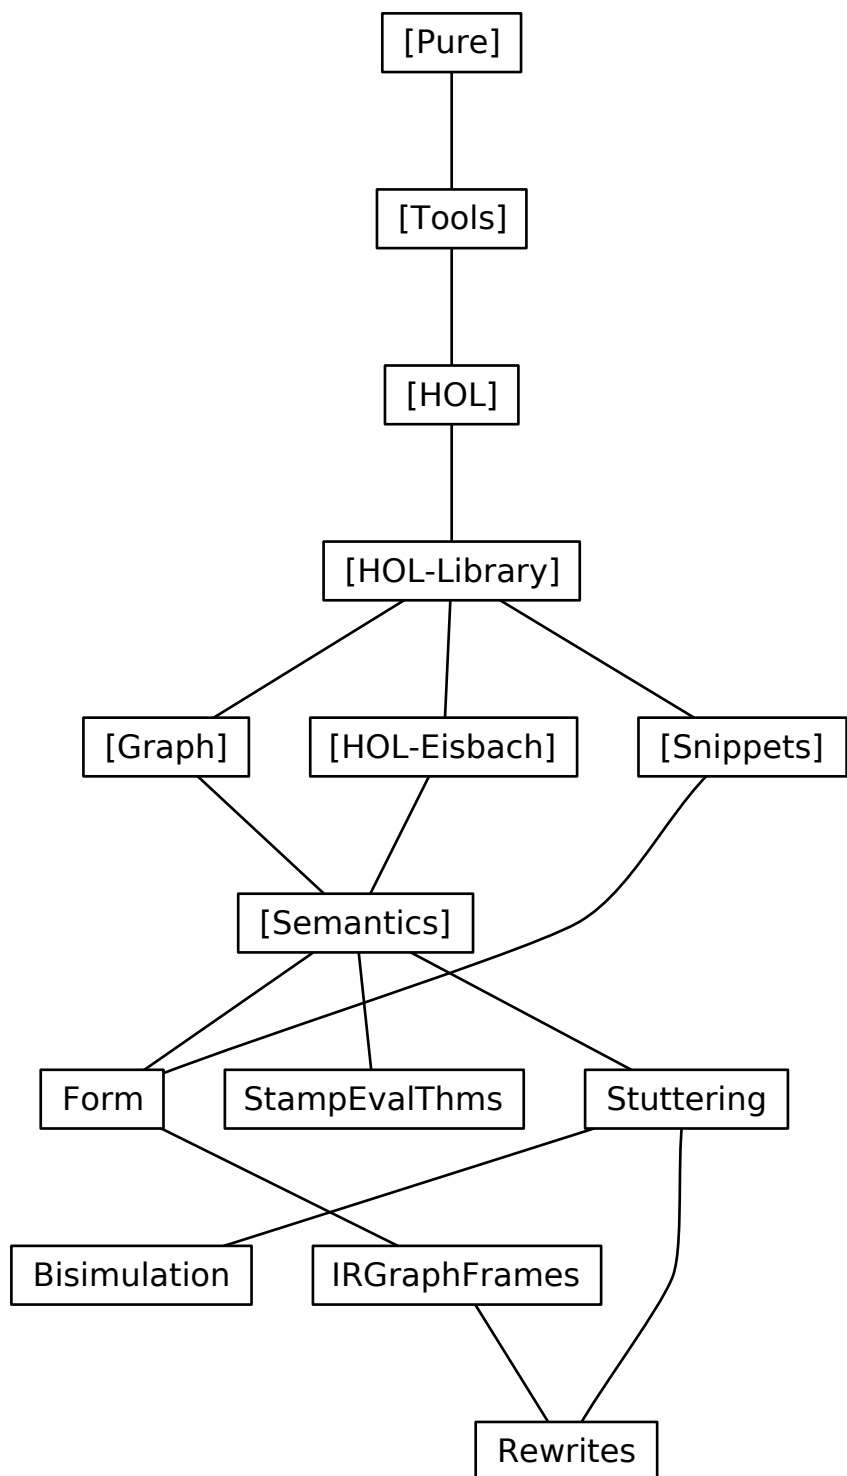 [Pure]
[Tools]
[HOL]
[HOL-Library]
[Graph]
[HOL-Eisbach]
[Snippets]
[Semantics]
Form
StampEvalThms
Stuttering
Bisimulation
IRGraphFrames
Rewrites